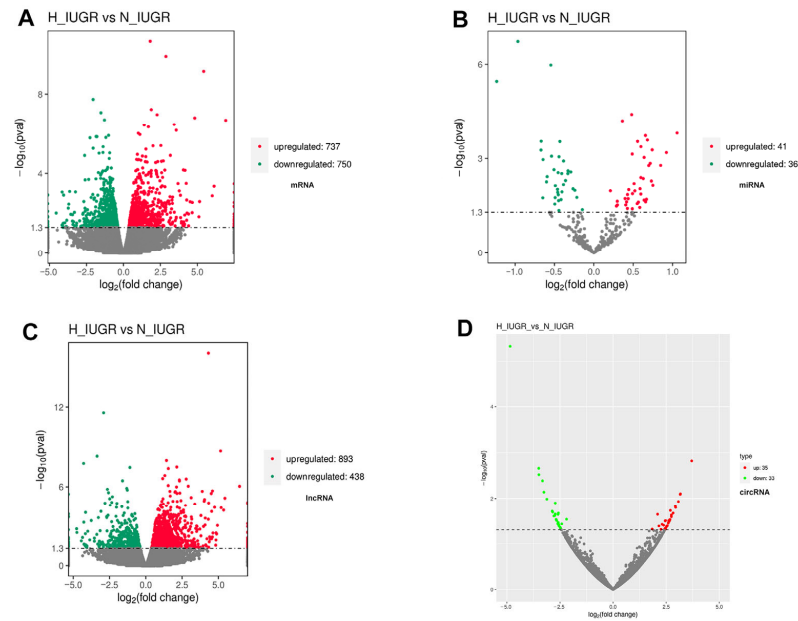 A
H_IUGR vs N_IUGR
−log10(pval)
8
4
1.3
0
−5.0 −2.5 0.0 2.5 5.0
log2(fold change)
upregulated: 737
downregulated: 750
mRNA
B
H_IUGR vs N_IUGR
−log10(pval)
6
3
1.3
0
−1.0 −0.5 0.0 0.5 1.0
log2(fold change)
upregulated: 41
downregulated: 36
miRNA
C
H_IUGR vs N_IUGR
−log10(pval)
12
6
1.3
0
−5.0 −2.5 0.0 2.5 5.0
log2(fold change)
upregulated: 893
downregulated: 438
lncRNA
D
H_IUGR_vs_N_IUGR
−log10(pval)
4
2
0
−5.0 −2.5 0.0 2.5 5.0
log2(fold change)
type
up: 35
down: 33
circRNA